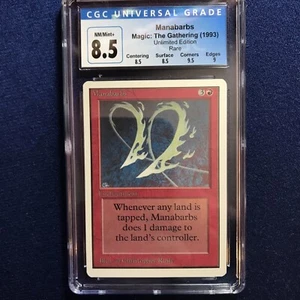 CGC UNIVERSAL GRADE
NM/Mint+
8.5
Manabarbs
Magic: The Gathering (1993)
Unlimited Edition
Rare
Centering Surface Corners Edges
8.5 8.5 9.5 9
Manabarbs
Whenever any land is
tapped, Manabarbs
does 1 damage to
the land's controller.